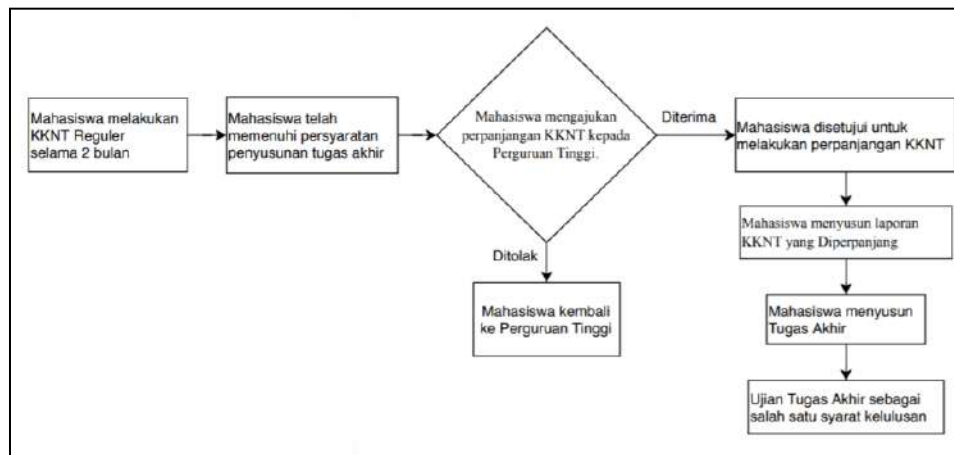 Mahasiswa melakukan
KKNT Reguler
selama 2 bulan
Mahasiswa telah
memenuhi persyaratan
penyusunan tugas akhir
Mahasiswa mengajukan
perpanjangan KKNT kepada
Perguruan Tinggi.
Diterima
Mahasiswa disetujui untuk
melakukan perpanjangan KKNT
Mahasiswa menyusun laporan
KKNT yang Diperpanjang
Ditolak
Mahasiswa kembali
ke Perguruan Tinggi
Mahasiswa menyusun
Tugas Akhir
Ujian Tugas Akhir sebagai
salah satu syarat kelulusan